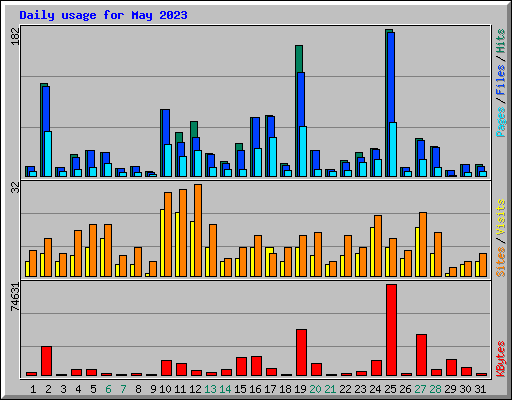 Daily usage for May 2023
182
Pages / Files / Hits
32
Sites / Visits
74631
KBytes
1 2 3 4 5 6 7 8 9 10 11 12 13 14 15 16 17 18 19 20 21 22 23 24 25 26 27 28 29 30 31